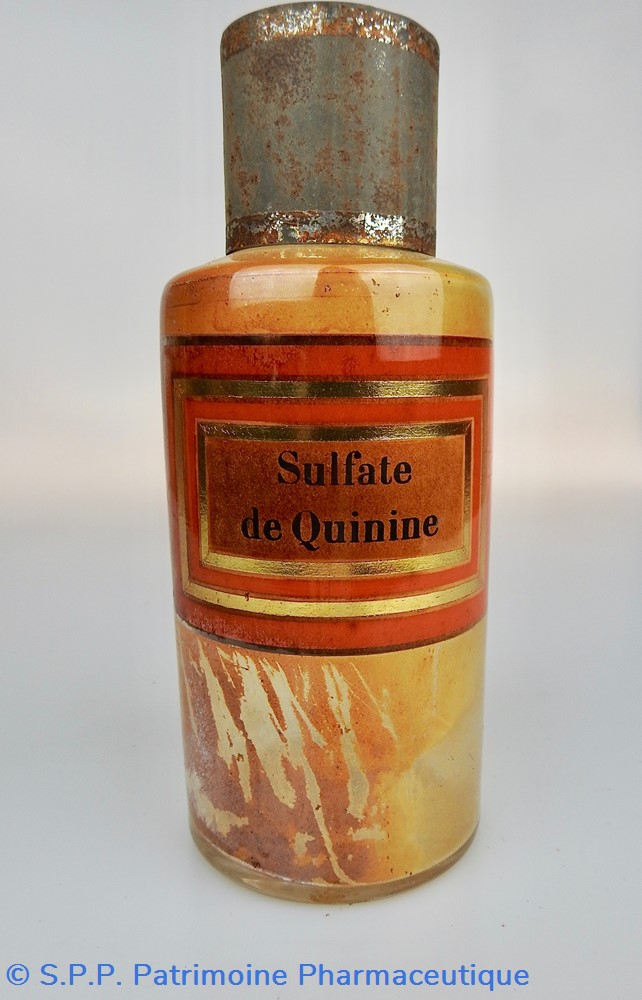 Sulfate
de Quinine
© S.P.P. Patrimoine Pharmaceutique